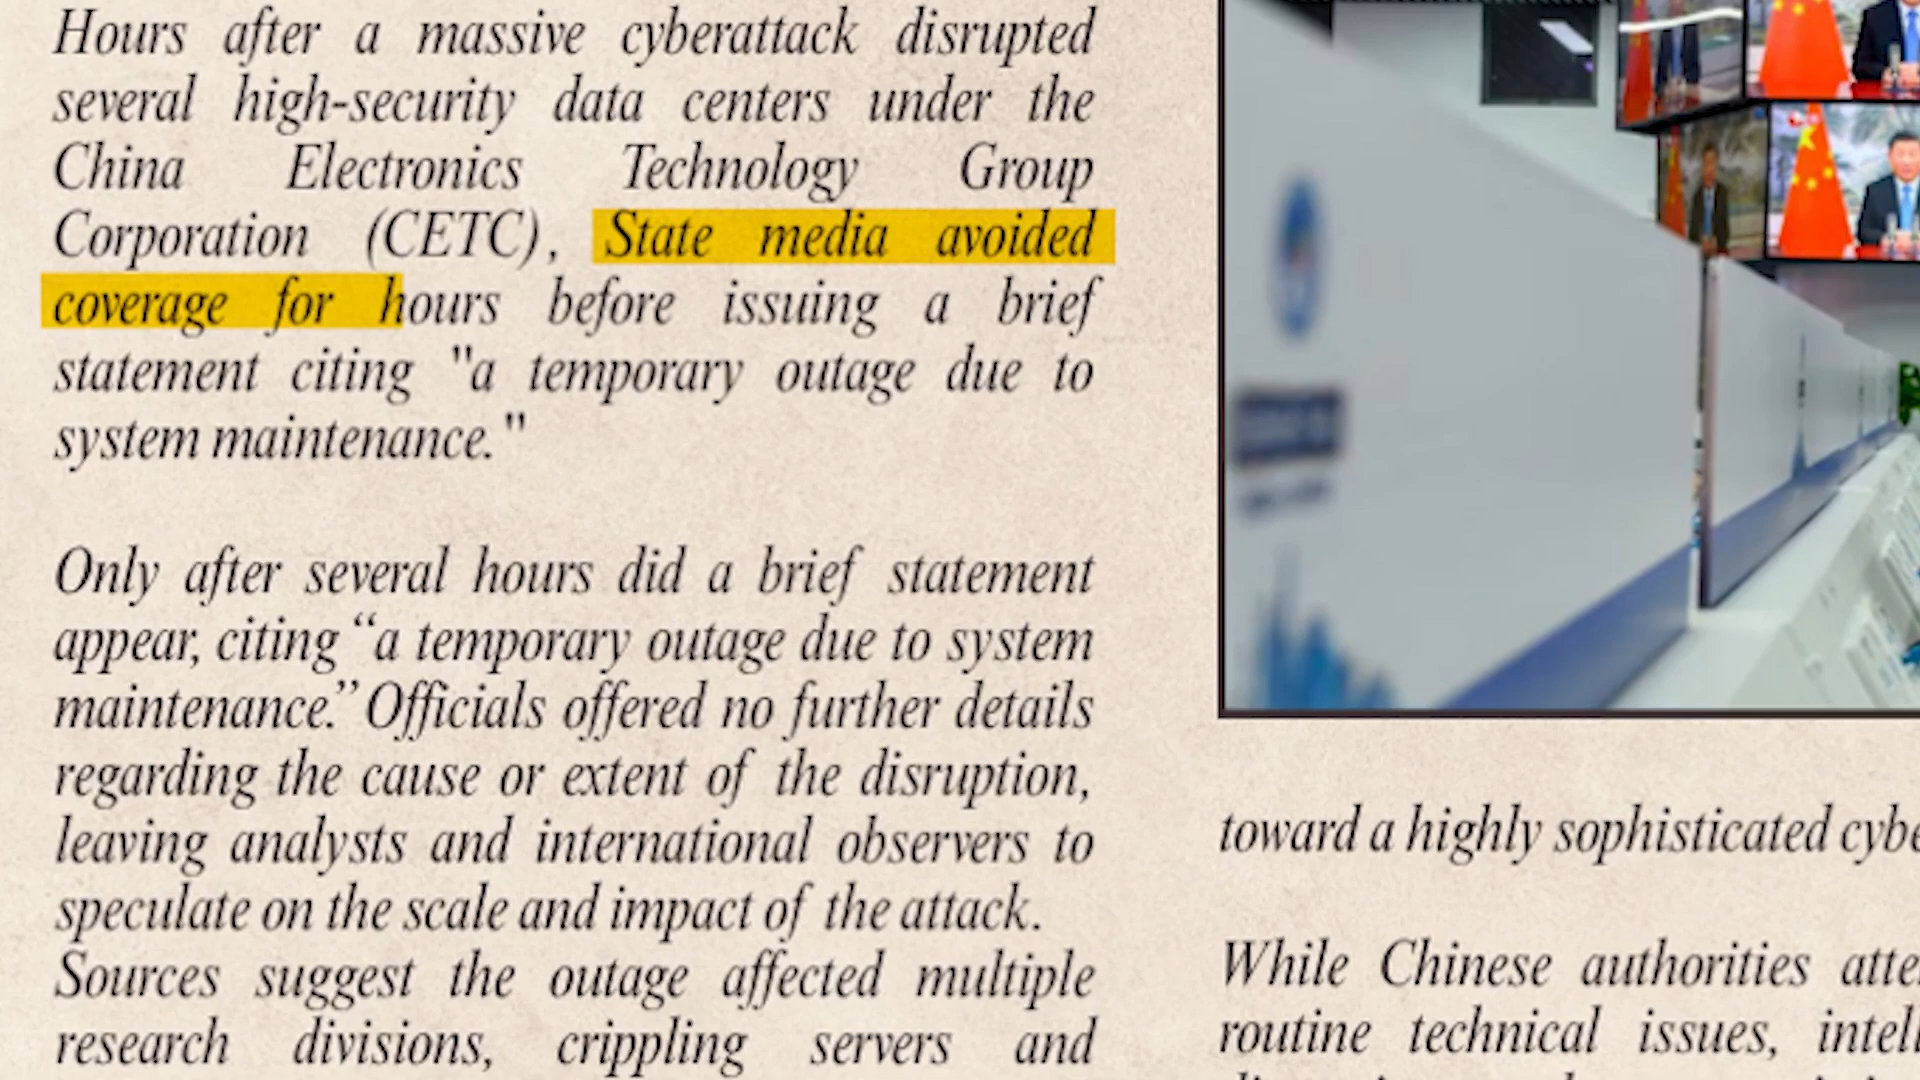 Hours after a massive cyberattack disrupted
several high-security data centers under the
China Electronics Technology Group
Corporation (CETC), State media avoided
coverage for hours before issuing a brief
statement citing "a temporary outage due to
system maintenance."
Only after several hours did a brief statement
appear, citing “a temporary outage due to system
maintenance.” Officials offered no further details
regarding the cause or extent of the disruption,
leaving analysts and international observers to
speculate on the scale and impact of the attack.
Sources suggest the outage affected multiple
research divisions, crippling servers and
toward a highly sophisticated cybe
While Chinese authorities atte
routine technical issues, intell